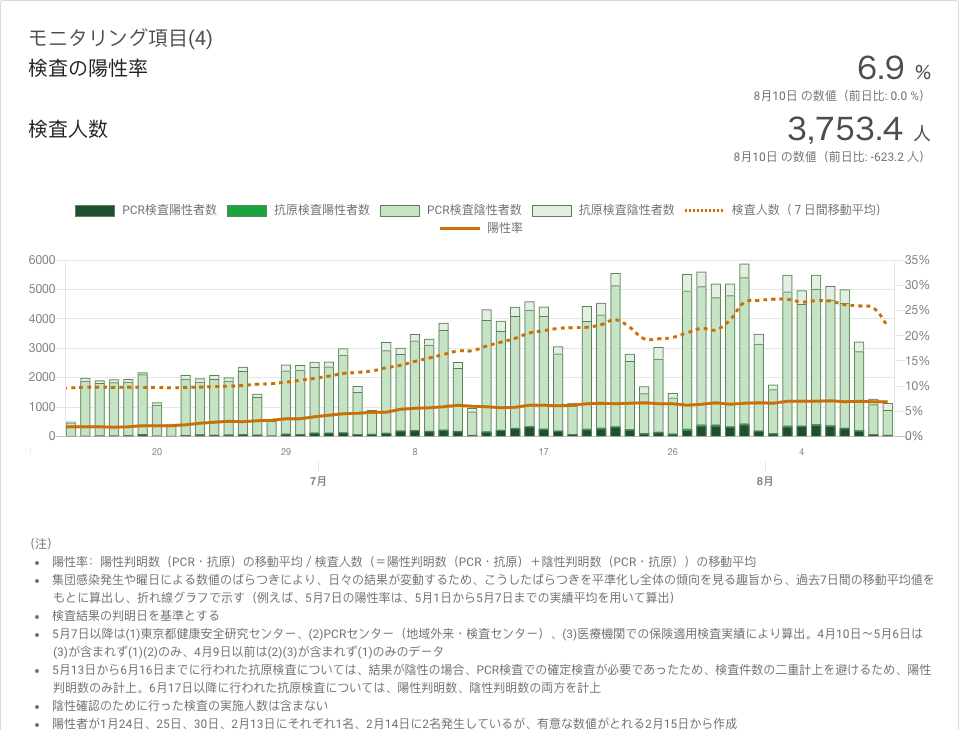 モニタリング項目(4)
検査の陽性率
6.9 %
8月10日 の数値（前日比: 0.0 %）
検査人数
3,753.4 人
8月10日 の数値（前日比: -623.2 人）
PCR検査陽性者数 抗原検査陽性者数 PCR検査陰性者数 抗原検査陰性者数 検査人数（７日間移動平均）
陽性率
6000 35%
5000 30%
4000 25%
3000 20%
2000 15%
1000 10%
0 5%
0%
20 29 8 17 26 4
7月 8月
（注）
陽性率：陽性判明数（PCR・抗原）の移動平均 / 検査人数（＝陽性判明数（PCR・抗原）＋陰性判明数（PCR・抗原））の移動平均
集団感染発生や曜日による数値のばらつきにより、日々の結果が変動するため、こうしたばらつきを平準化し全体の傾向を見る趣旨から、過去7日間の移動平均値を
もとに算出し、折れ線グラフで示す（例えば、5月7日の陽性率は、5月1日から5月7日までの実績平均を用いて算出）
検査結果の判明日を基準とする
5月7日以降は(1)東京都健康安全研究センター、(2)PCRセンター（地域外来・検査センター）、(3)医療機関での保険適用検査実績により算出。4月10日～5月6日は
(3)が含まれず(1)(2)のみ、4月9日以前は(2)(3)が含まれず(1)のみのデータ
5月13日から6月16日までに行われた抗原検査については、結果が陰性の場合、PCR検査での確定検査が必要であったため、検査件数の二重計上を避けるため、陽性
判明数のみ計上。6月17日以降に行われた抗原検査については、陽性判明数、陰性判明数の両方を計上
陰性確認のために行った検査の実施人数は含まない
陽性者が1月24日、25日、30日、2月13日にそれぞれ1名、2月14日に2名発生しているが、有意な数値がとれる2月15日から作成